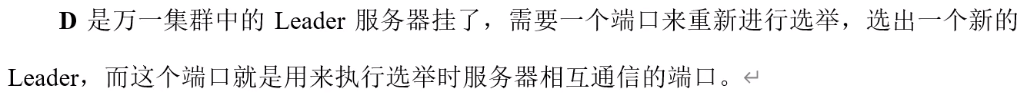 D 是万一集群中的 Leader 服务器挂了，需要一个端口来重新进行选举，选出一个新的
Leader，而这个端口就是用来执行选举时服务器相互通信的端口。↵